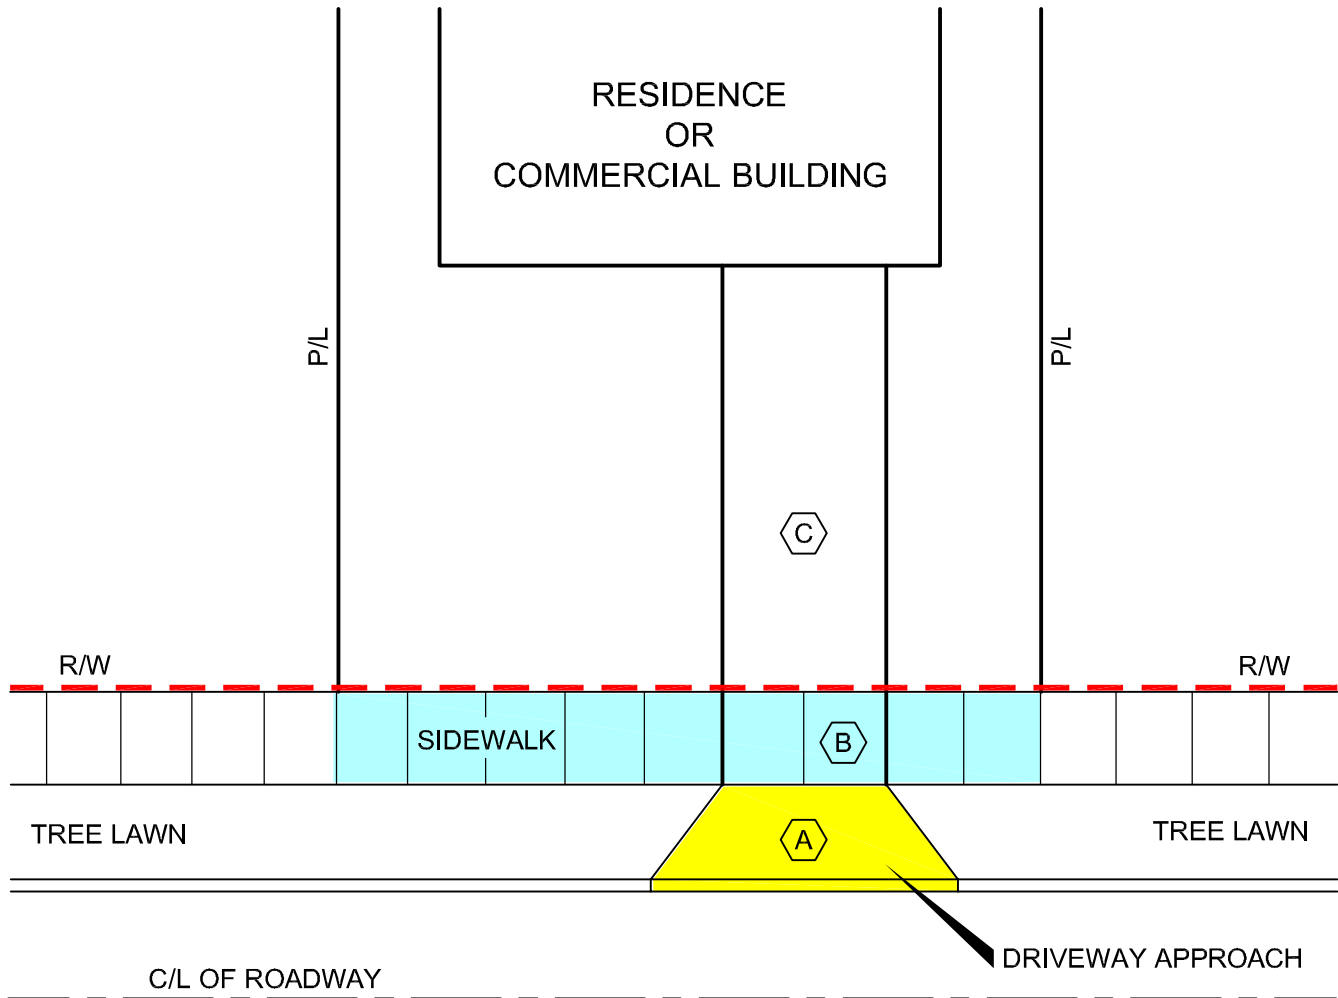 RESIDENCE
OR
COMMERCIAL BUILDING
P/L
P/L
C
R/W
R/W
SIDEWALK
B
TREE LAWN
A
TREE LAWN
DRIVEWAY APPROACH
C/L OF ROADWAY